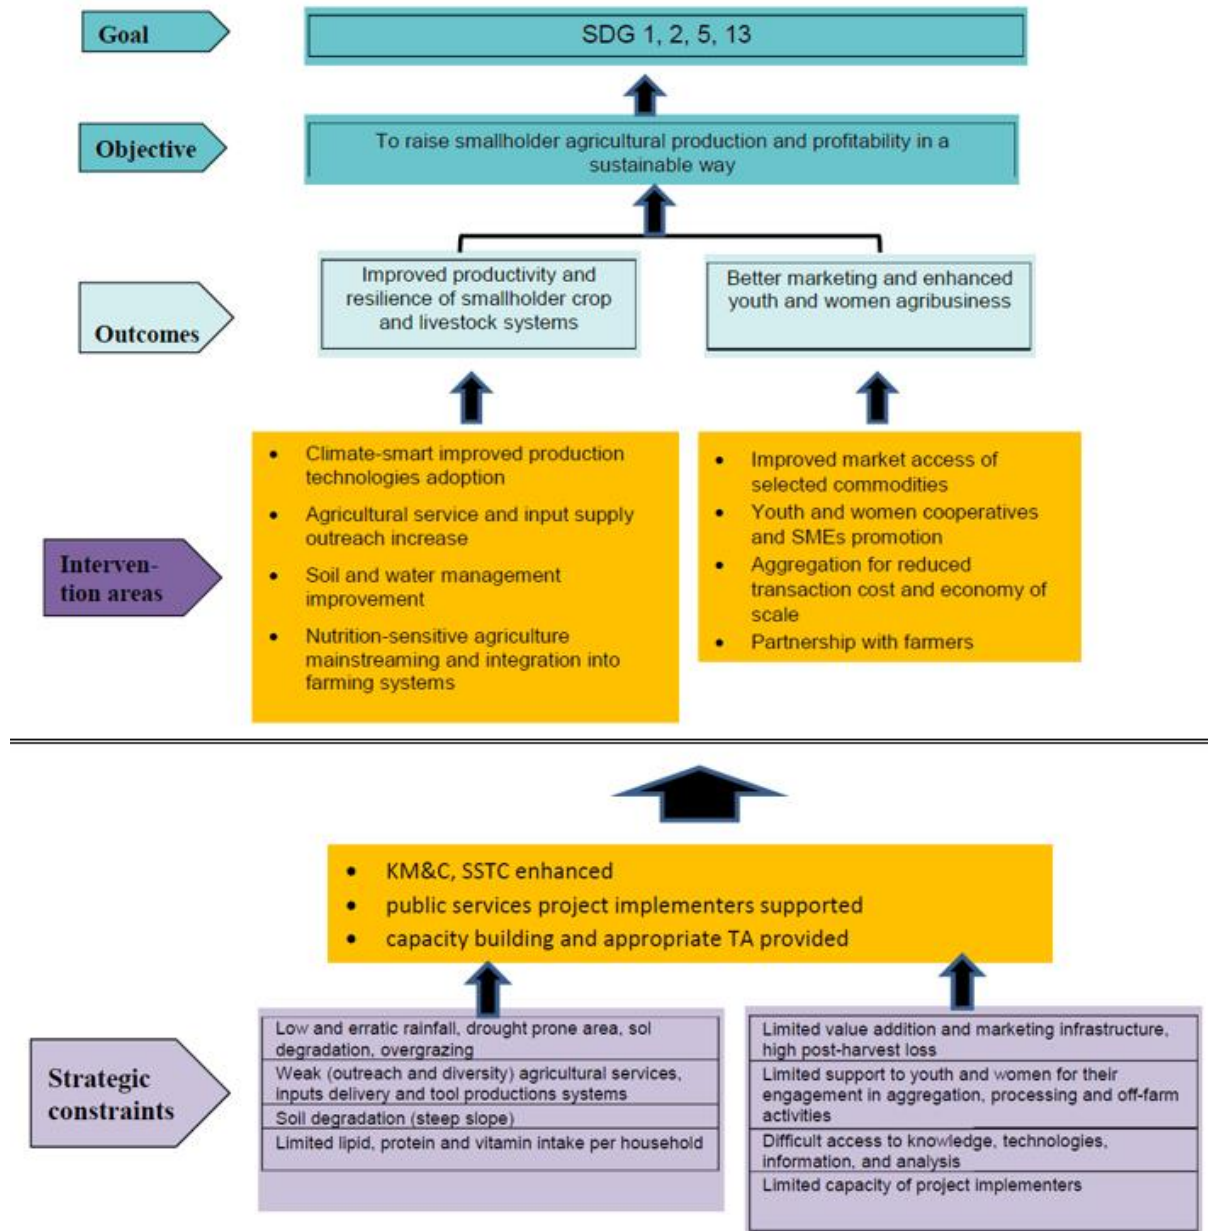 Goal
SDG 1, 2, 5, 13
Objective
To raise smallholder agricultural production and profitability in a
sustainable way
Outcomes
Improved productivity and
resilience of smallholder crop
and livestock systems
Better marketing and enhanced
youth and women agribusiness
Interven-
tion areas
• Climate-smart improved production
technologies adoption
• Agricultural service and input supply
outreach increase
• Soil and water management
improvement
• Nutrition-sensitive agriculture
mainstreaming and integration into
farming systems
• Improved market access of
selected commodities
• Youth and women cooperatives
and SMEs promotion
• Aggregation for reduced
transaction cost and economy of
scale
• Partnership with farmers
• KM&C, SSTC enhanced
• public services project implementers supported
• capacity building and appropriate TA provided
Strategic
constraints
Low and erratic rainfall, drought prone area, sol
degradation, overgrazing
Weak (outreach and diversity) agricultural services,
inputs delivery and tool productions systems
Soil degradation (steep slope)
Limited lipid, protein and vitamin intake per household
Limited value addition and marketing infrastructure,
high post-harvest loss
Limited support to youth and women for their
engagement in aggregation, processing and off-farm
activities
Difficult access to knowledge, technologies,
information, and analysis
Limited capacity of project implementers